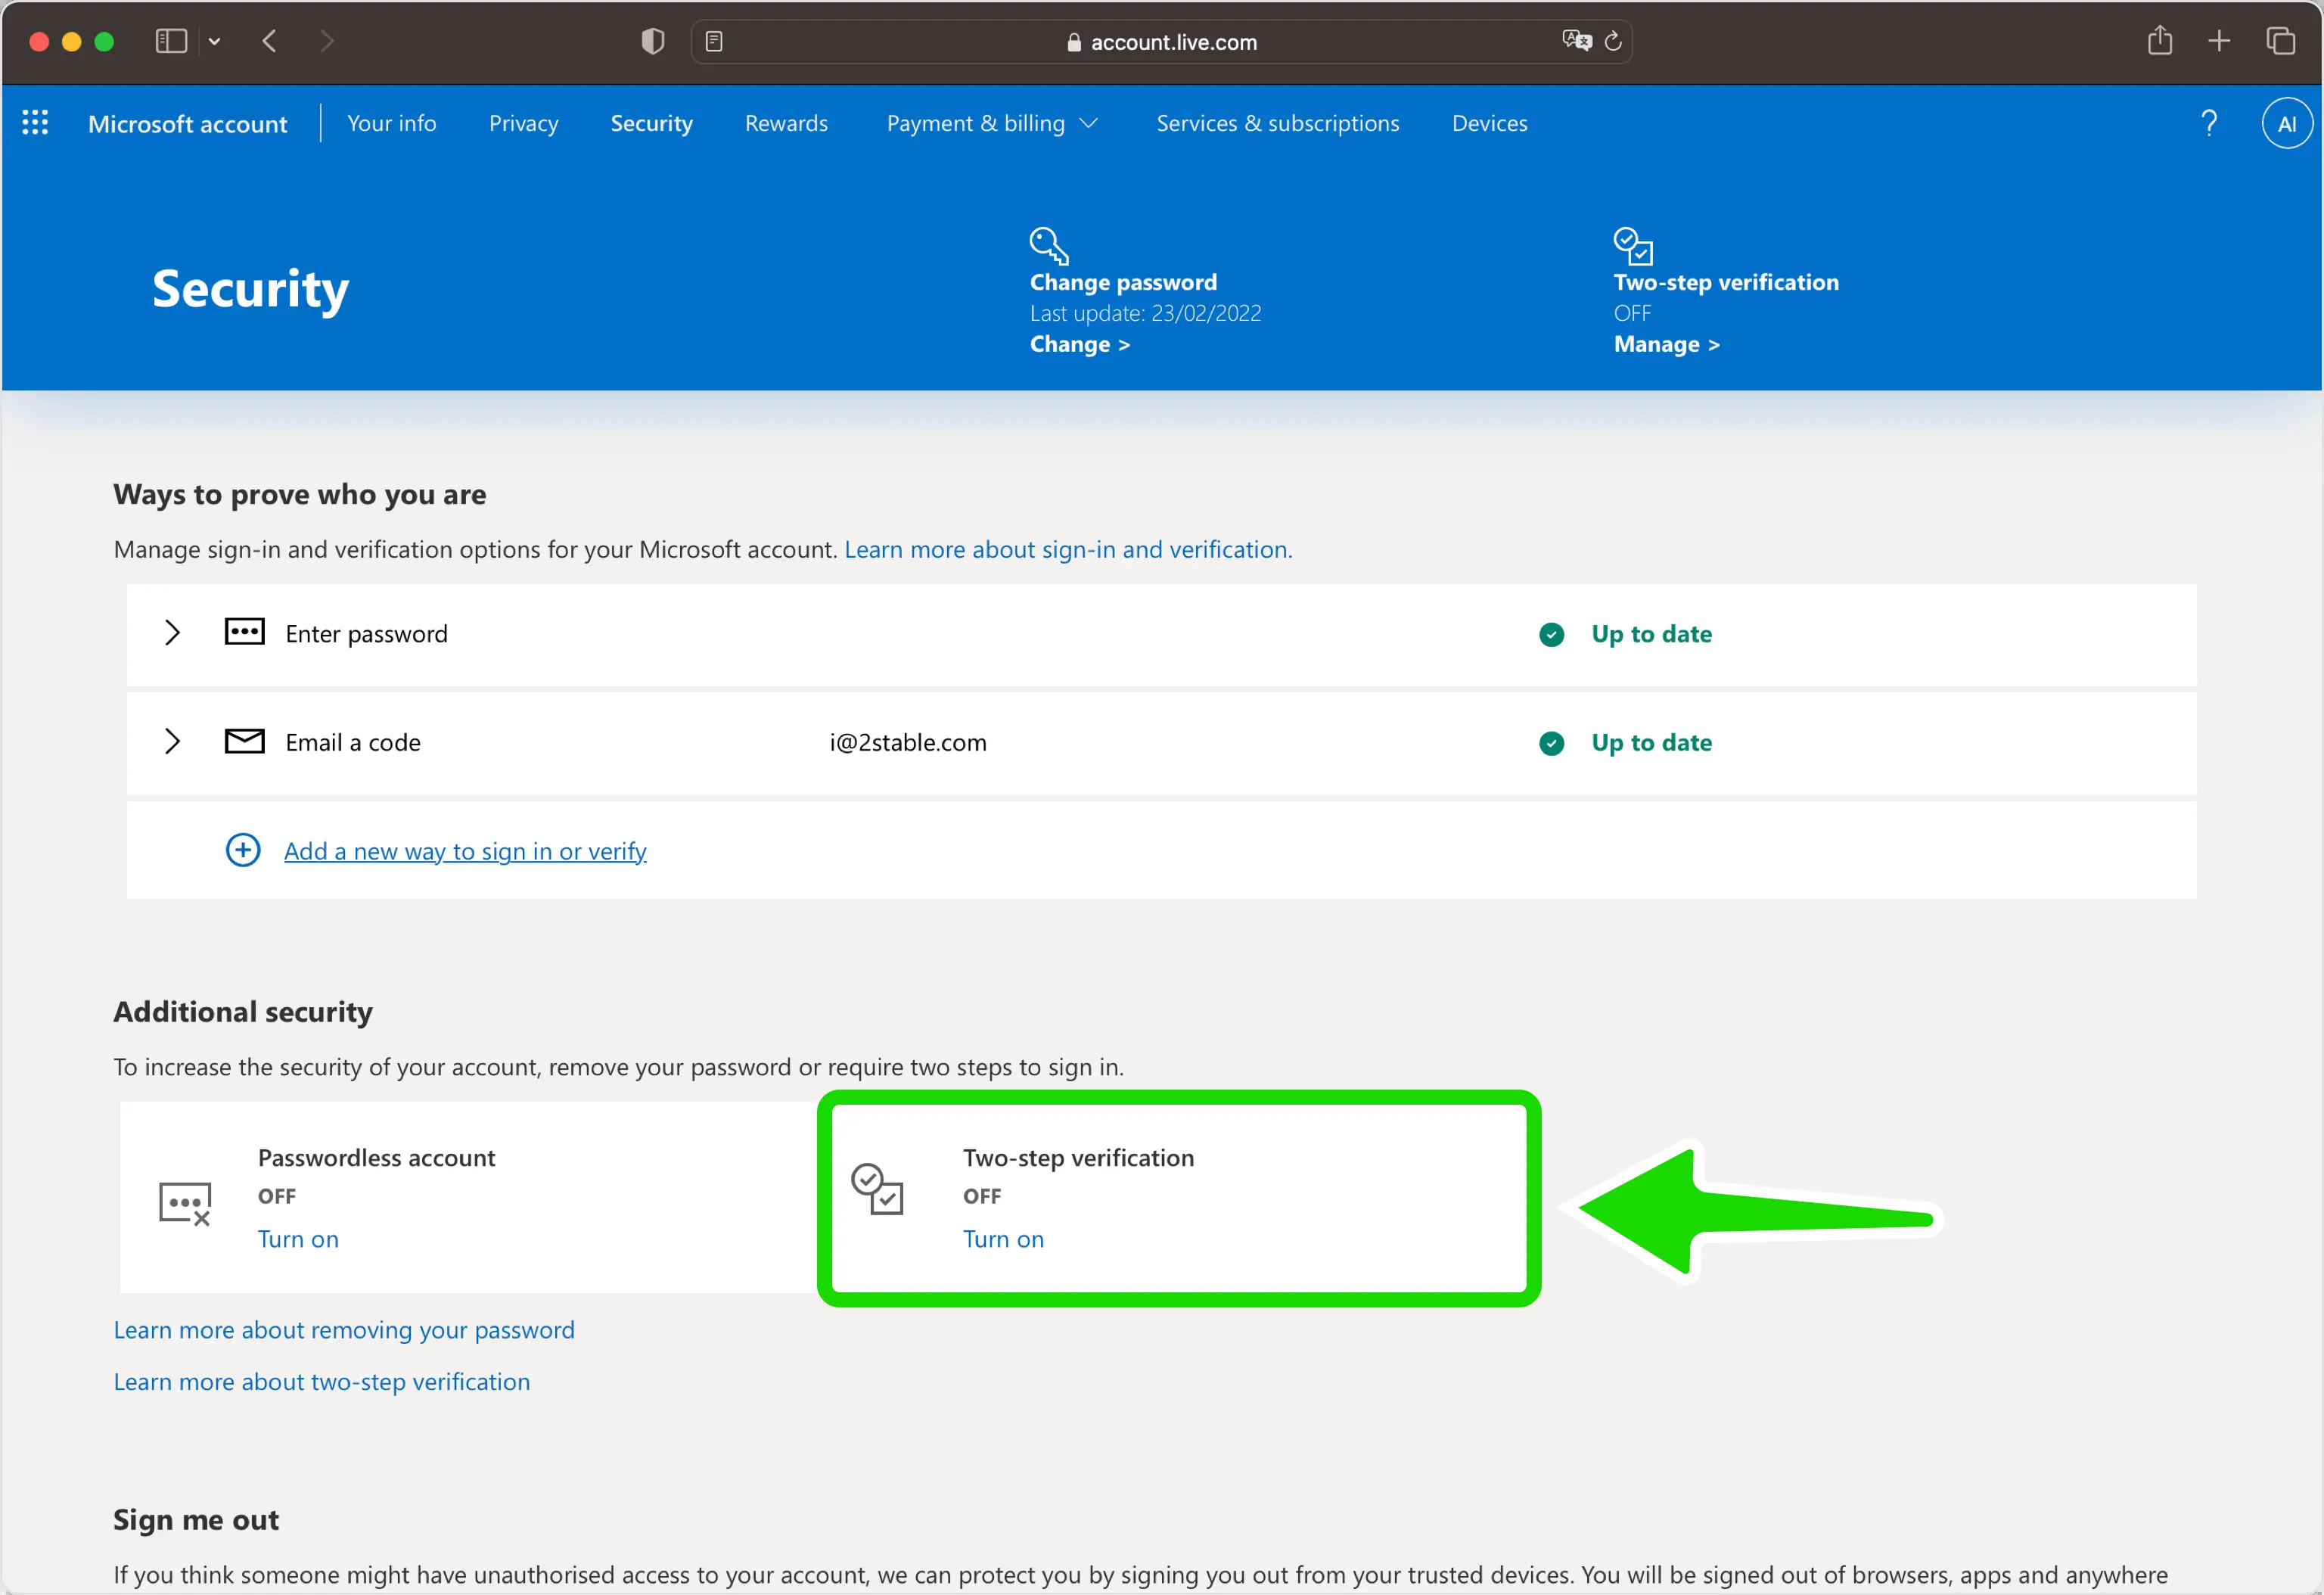 account.live.com
Microsoft account
Your info
Privacy
Security
Rewards
Payment & billing
Services & subscriptions
Devices
?
AI
Security
Change password
Last update: 23/02/2022
Change >
Two-step verification
OFF
Manage >
Ways to prove who you are
Manage sign-in and verification options for your Microsoft account. Learn more about sign-in and verification.
Enter password
Up to date
Email a code
i@2stable.com
Up to date
Add a new way to sign in or verify
Additional security
To increase the security of your account, remove your password or require two steps to sign in.
Passwordless account
OFF
Turn on
Two-step verification
OFF
Turn on
Learn more about removing your password
Learn more about two-step verification
Sign me out
If you think someone might have unauthorised access to your account, we can protect you by signing you out from your trusted devices. You will be signed out of browsers, apps and anywhere